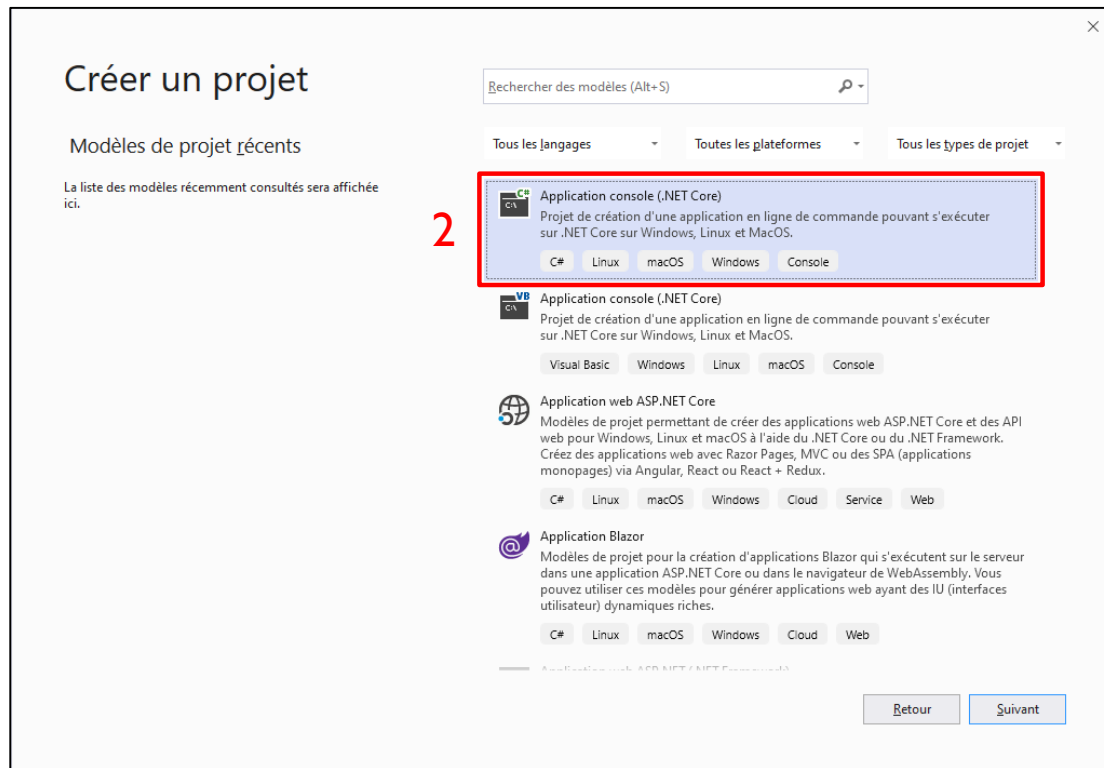 Créer un projet
Rechercher des modèles (Alt+S)
Modèles de projet récents
Tous les langages
Toutes les plateformes
Tous les types de projet
La liste des modèles récemment consultés sera affichée
ici.
2
C#
C:\
Application console (.NET Core)
Projet de création d'une application en ligne de commande pouvant s'exécuter
sur .NET Core sur Windows, Linux et MacOS.
C# Linux macOS Windows Console
VB
C:\
Application console (.NET Core)
Projet de création d'une application en ligne de commande pouvant s'exécuter
sur .NET Core sur Windows, Linux et MacOS.
Visual Basic Windows Linux macOS Console
Application web ASP.NET Core
Modèles de projet permettant de créer des applications web ASP.NET Core et des API
web pour Windows, Linux et macOS à l'aide du .NET Core ou du .NET Framework.
Créez des applications web avec Razor Pages, MVC ou des SPA (applications
monopages) via Angular, React ou React + Redux.
C# Linux macOS Windows Cloud Service Web
Application Blazor
Modèles de projet pour la création d'applications Blazor qui s'exécutent sur le serveur
dans une application ASP.NET Core ou dans le navigateur de WebAssembly. Vous
pouvez utiliser ces modèles pour générer applications web ayant des IU (interfaces
utilisateur) dynamiques riches.
C# Linux macOS Windows Cloud Web
Application web ASP.NET (.NET Framework)
Retour
Suivant